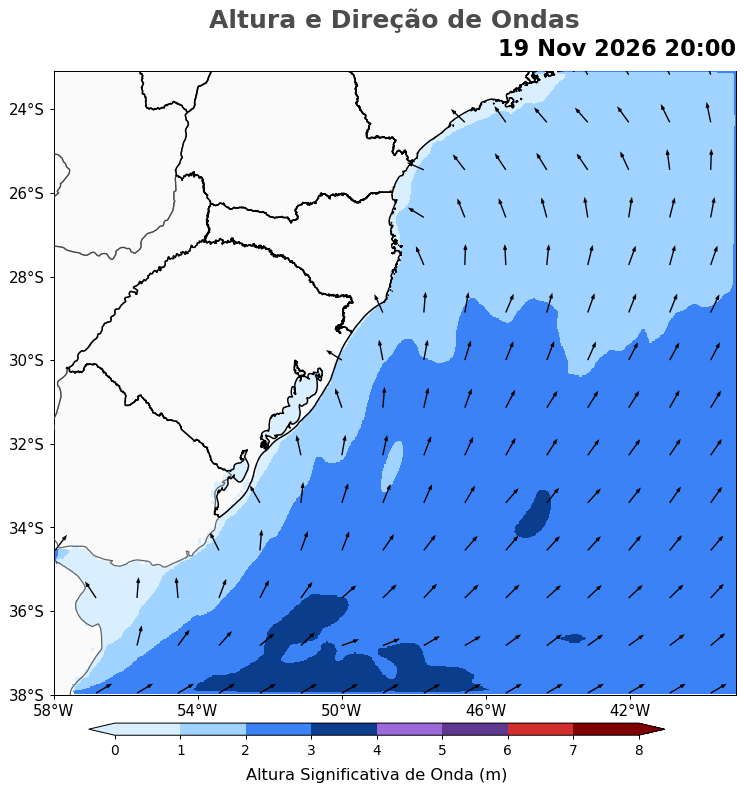 Altura e Direção de Ondas
19 Nov 2026 20:00
24°S
26°S
28°S
30°S
32°S
34°S
36°S
38°S
58°W 54°W 50°W 46°W 42°W
0 1 2 3 4 5 6 7 8
Altura Significativa de Onda (m)